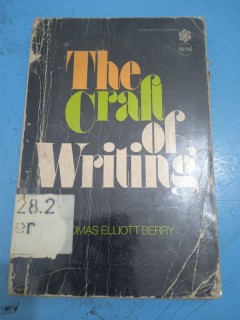 The
Craft
of
Writing
28.2
er
OMAS ELLIOTT BERRY